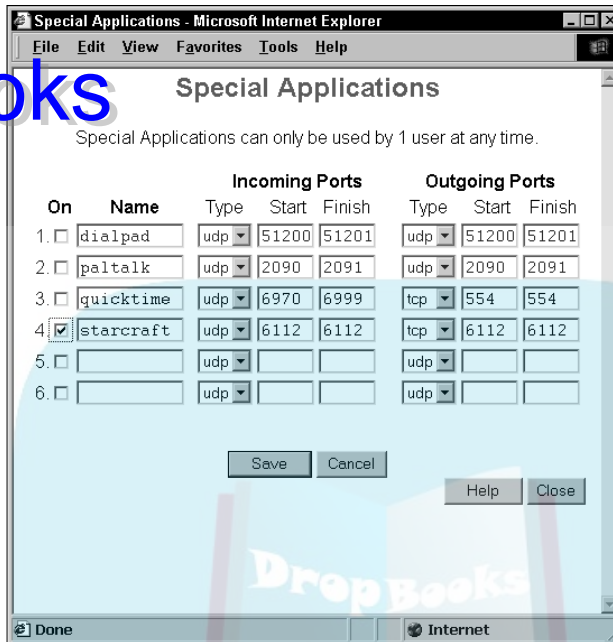 Special Applications - Microsoft Internet Explorer
File Edit View Favorites Tools Help
oks
Special Applications
Special Applications can only be used by 1 user at any time.
Incoming Ports Outgoing Ports
On Name Type Start Finish Type Start Finish
1. dialpad udp 51200 51201 udp 51200 51201
2. paltalk udp 2090 2091 udp 2090 2091
3. quicktime udp 6970 6999 tcp 554 554
4. starcraft udp 6112 6112 tcp 6112 6112
5. udp udp
6. udp udp
Save Cancel
Help Close
DropBooks
Done Internet